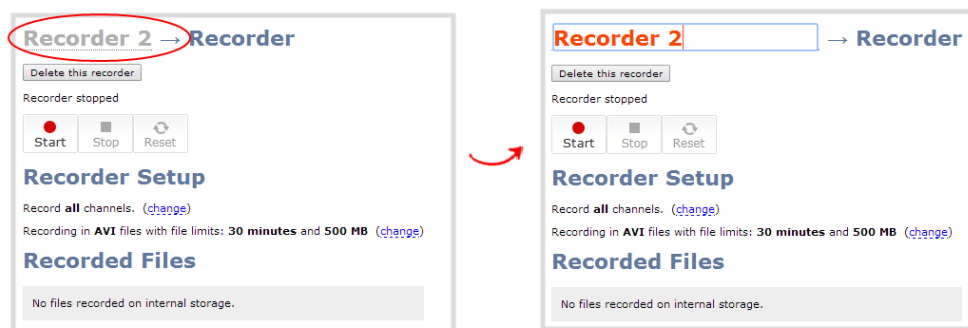 Recorder 2 → Recorder
Delete this recorder
Recorder stopped
Start Stop Reset
Recorder Setup
Record all channels. (change)
Recording in AVI files with file limits: 30 minutes and 500 MB (change)
Recorded Files
No files recorded on internal storage.
Recorder 2 → Recorder
Delete this recorder
Recorder stopped
Start Stop Reset
Recorder Setup
Record all channels. (change)
Recording in AVI files with file limits: 30 minutes and 500 MB (change)
Recorded Files
No files recorded on internal storage.